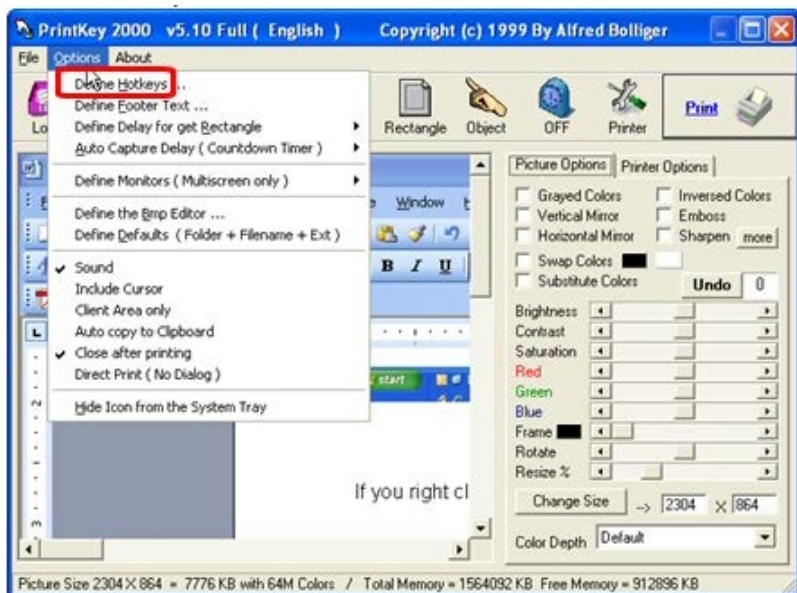 PrintKey 2000 v5.10 Full ( English ) Copyright (c) 1999 By Alfred Bolliger
File Options About
Define Hotkeys ...
Define Footer Text ...
Define Delay for get Rectangle
Auto Capture Delay ( Countdown Timer )
Define Monitors ( Multiscreen only )
Define the Bmp Editor ...
Define Defaults ( Folder + Filename + Ext )
Sound
Include Cursor
Client Area only
Auto copy to Clipboard
Close after printing
Direct Print ( No Dialog )
Hide Icon from the System Tray
Rectangle Object OFF Printer Print
Window
B I U
start
If you right cl
Picture Options Printer Options
Grayed Colors Inversed Colors
Vertical Mirror Emboss
Horizontal Mirror Sharpen more
Swap Colors
Substitute Colors Undo 0
Brightness
Contrast
Saturation
Red
Green
Blue
Frame
Rotate
Resize %
Change Size --> 2304 X 864
Color Depth Default
Picture Size 2304 X 864 = 7776 KB with 64M Colors / Total Memory = 1564092 KB Free Memory = 912896 KB